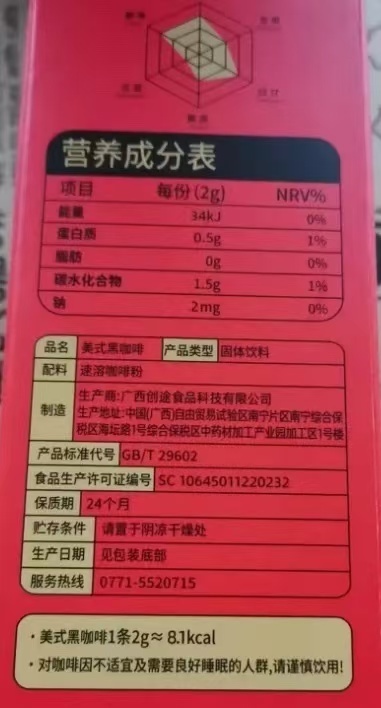 营养成分表
项目 每份(2g) NRV%
能量 34kJ 0%
蛋白质 0.5g 1%
脂肪 0g 0%
碳水化合物 1.5g 1%
钠 2mg 0%
品名 美式黑咖啡 产品类型 固体饮料
配料 速溶咖啡粉
制造 生产商:广西创途食品科技有限公司
生产地址:中国(广西)自由贸易试验区南宁片区南宁综合保
税区海坛路1号综合保税区中药材加工产业园加工区1号楼
产品标准代号 GB/T 29602
食品生产许可证编号 SC 10645011220232
保质期 24个月
贮存条件 请置于阴凉干燥处
生产日期 见包装底部
服务热线 0771-5520715
·美式黑咖啡1条2g≈8.1kcal
·对咖啡因不适宜及需要良好睡眠的人群,请谨慎饮用!